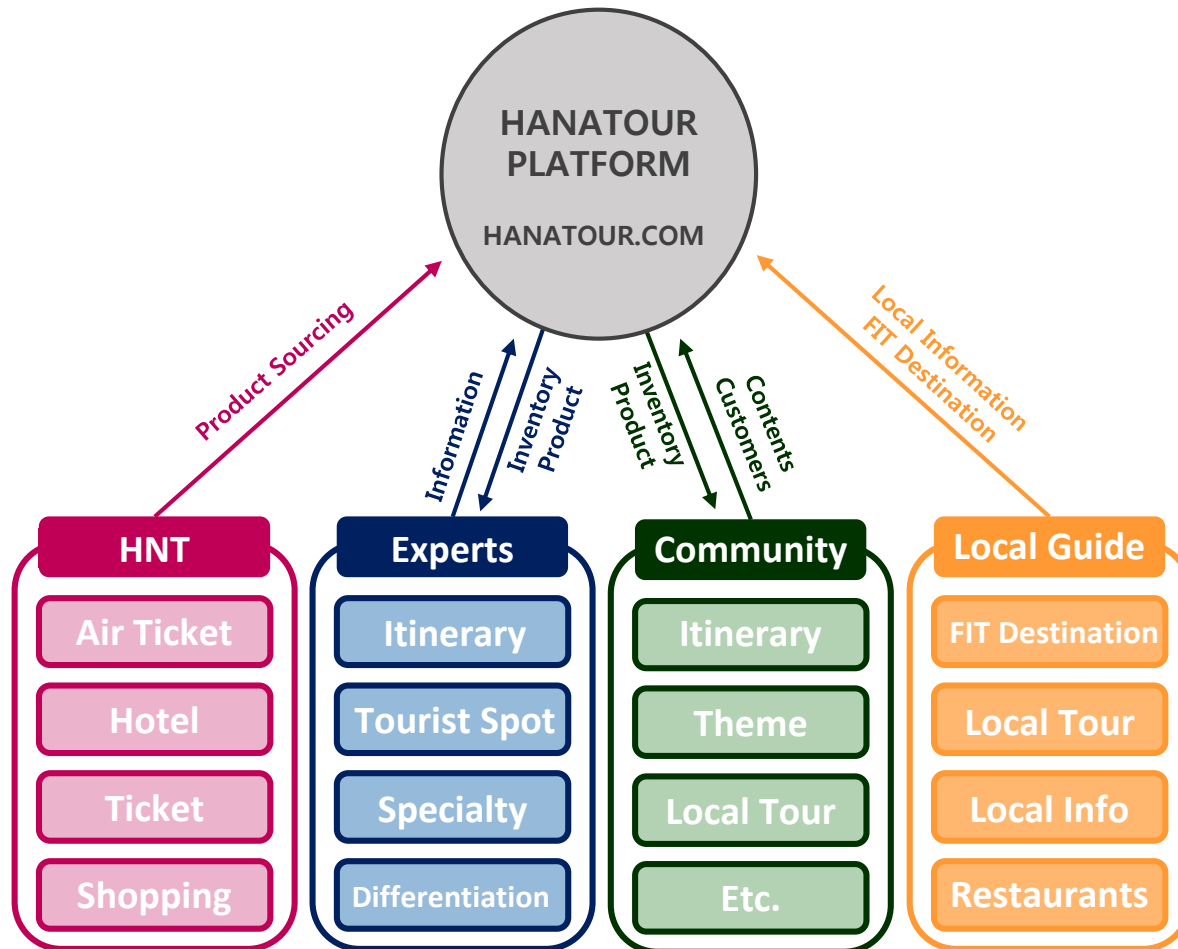 HANATOUR
PLATFORM
HANATOUR.COM
Product Sourcing
Information
Inventory
Product
Inventory
Product
Contents
Customers
Local Information
FIT Destination
HNT
Air Ticket
Hotel
Ticket
Shopping
Experts
Itinerary
Tourist Spot
Specialty
Differentiation
Community
Itinerary
Theme
Local Tour
Etc.
Local Guide
FIT Destination
Local Tour
Local Info
Restaurants